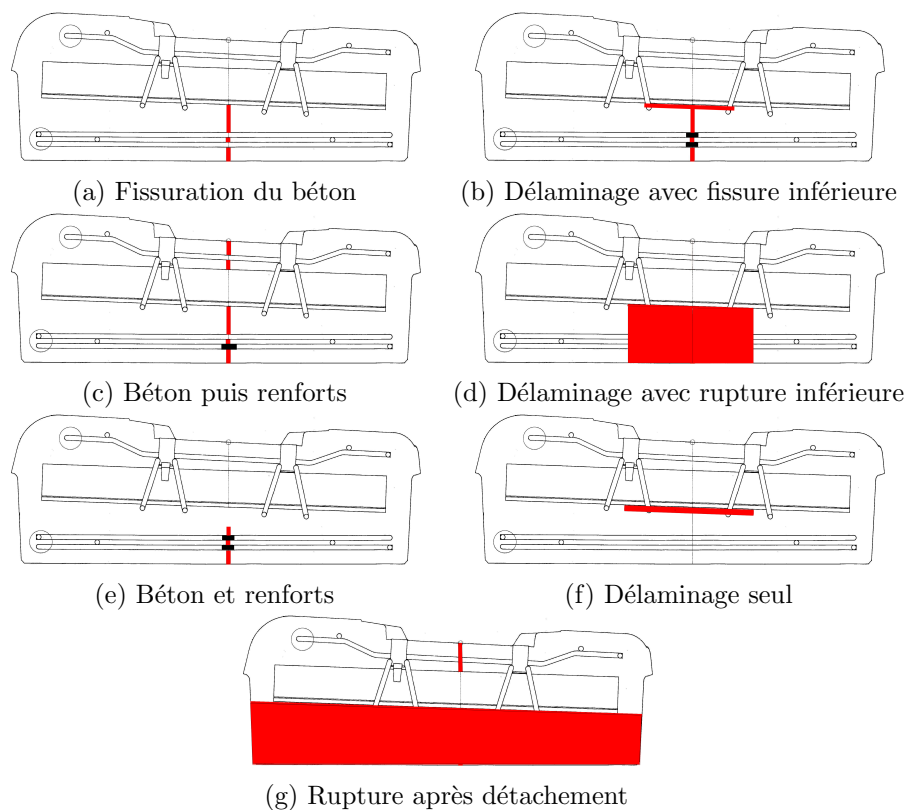 (a) Fissuration du béton
(b) Délaminage avec fissure inférieure
(c) Béton puis renforts
(d) Délaminage avec rupture inférieure
(e) Béton et renforts
(f) Délaminage seul
(g) Rupture après détachement